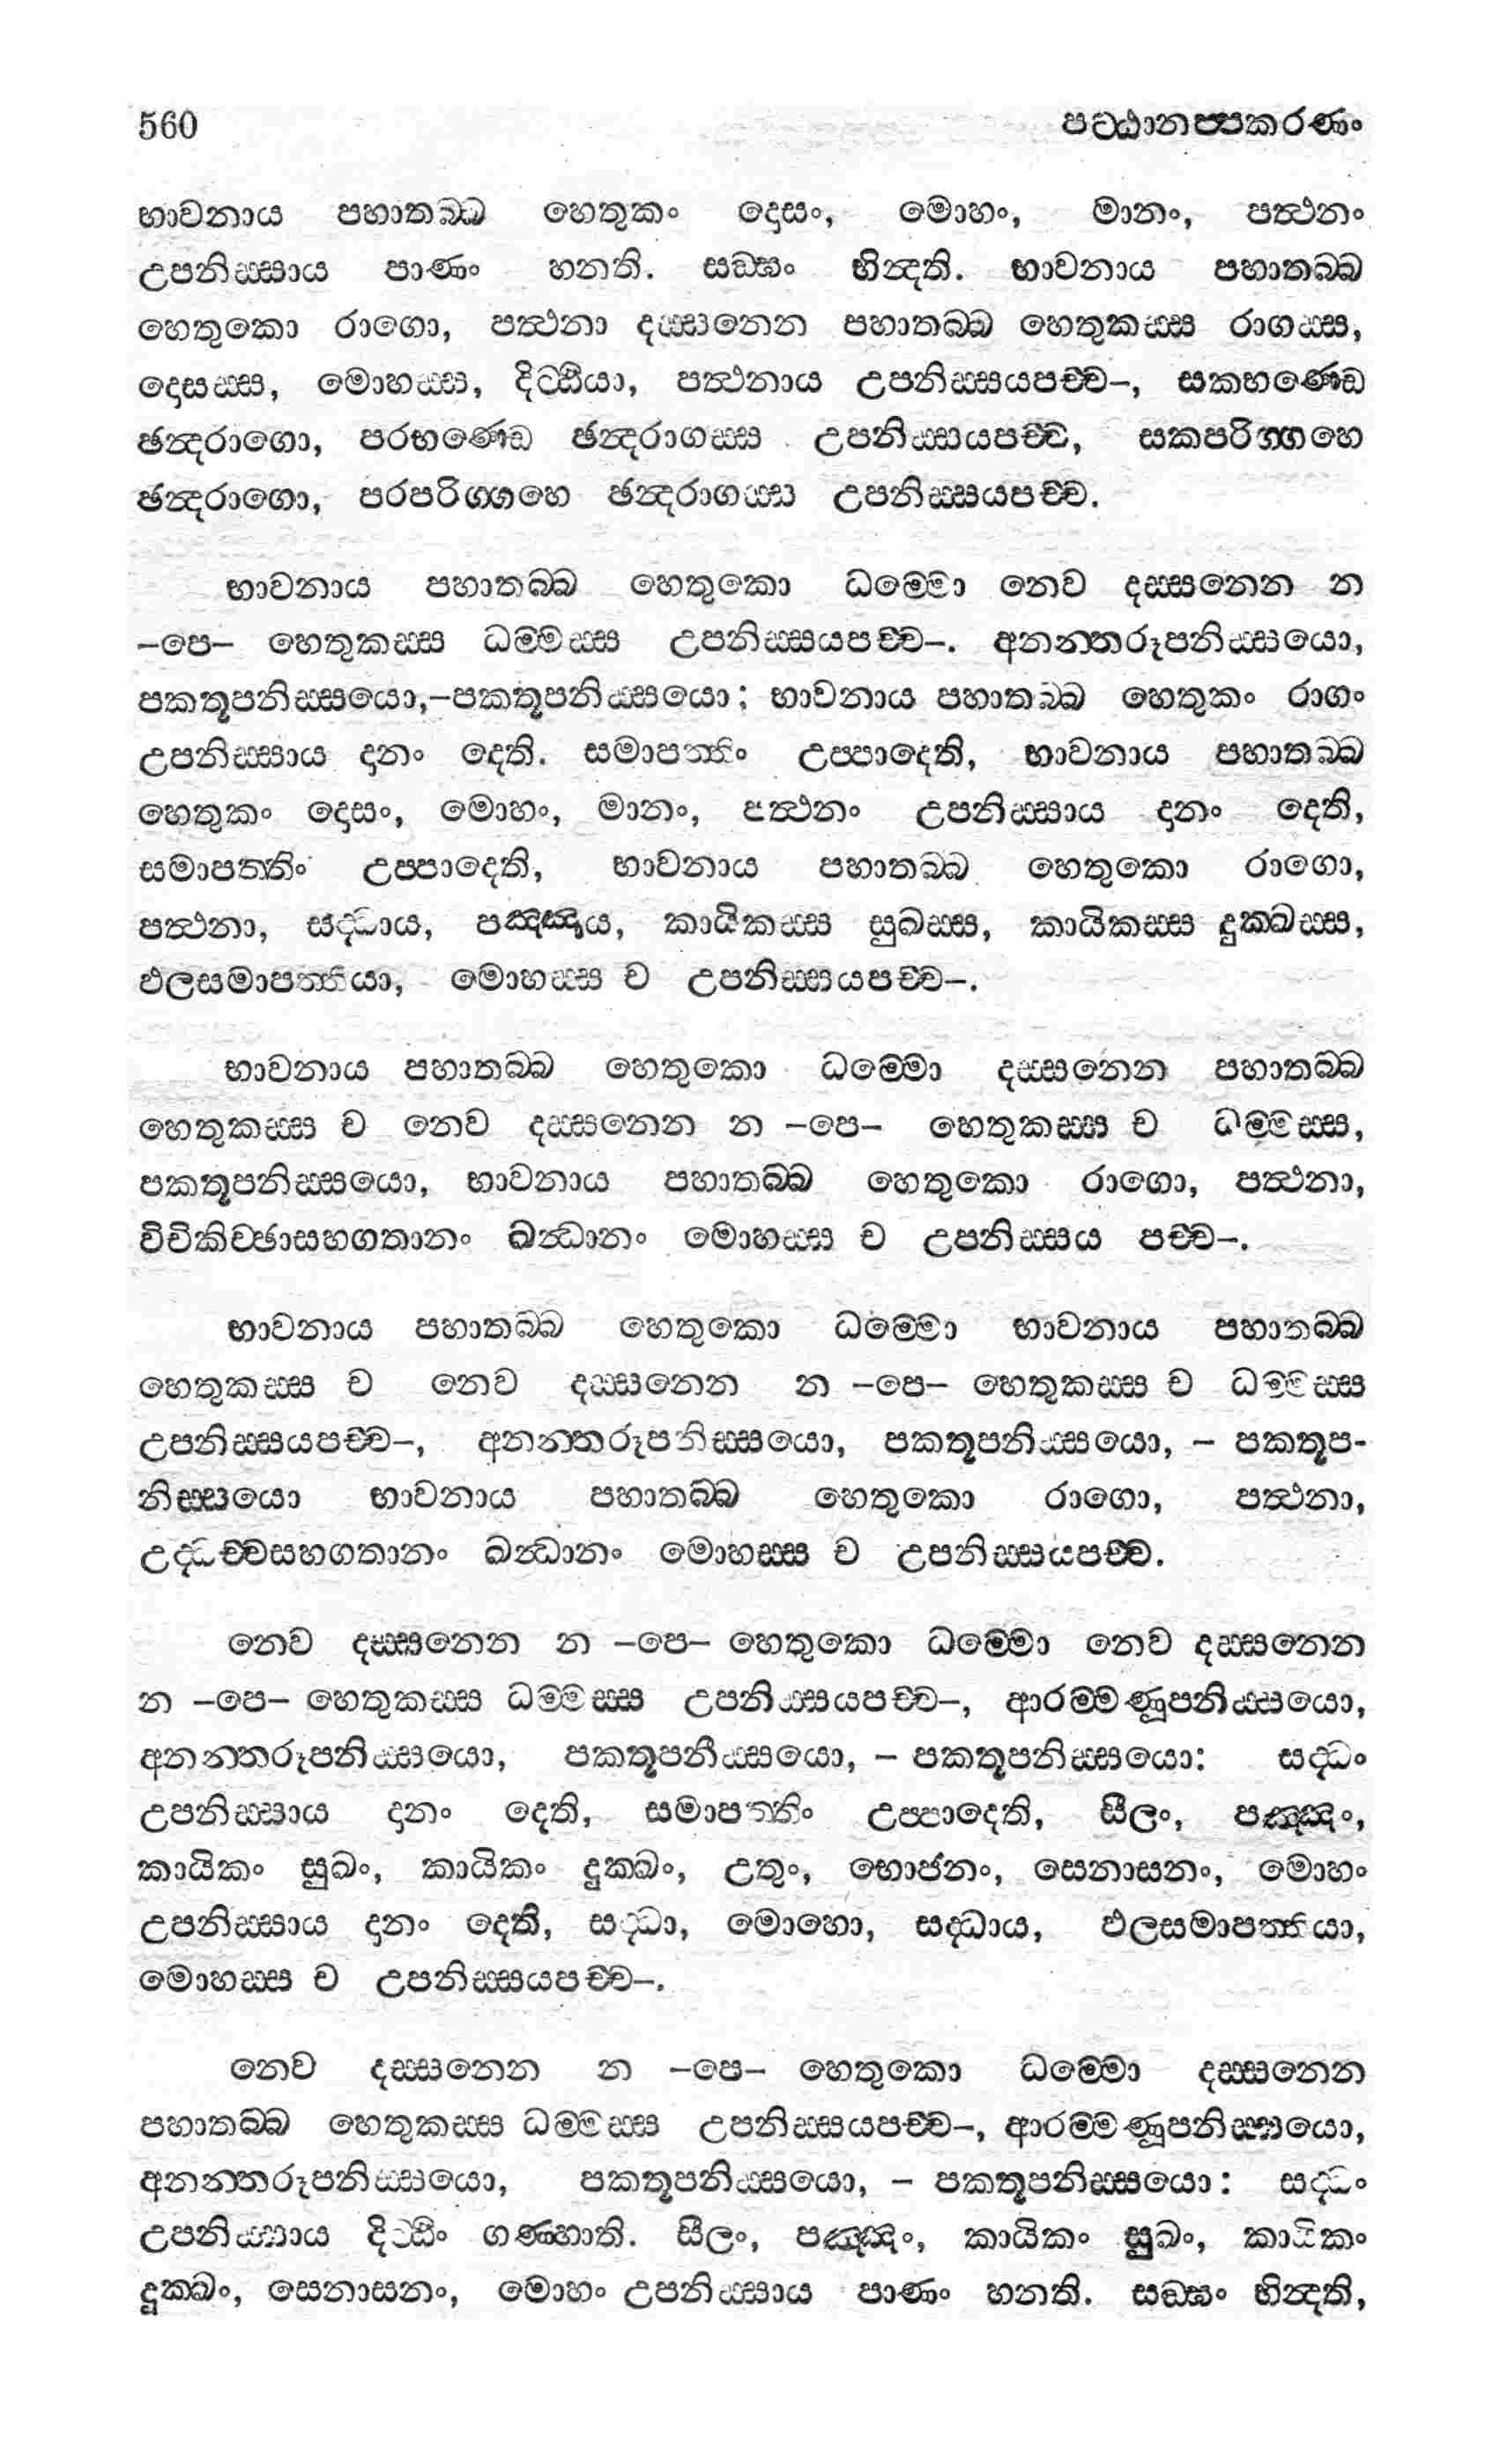 560 පට්ඨානප්පකරණං
භාවනාය පහාතබ්බ හෙතුකං දොසං, මොහං, මානං, පත්‍ථනං
උපනිස්සාය පාණං හනති. සඞ්ඝං භින්‍දති. භාවනාය පහාතබ්බ
හෙතුකො රාගො, පත්‍ථනා දස්සනෙන පහාතබ්බ හෙතුකස්ස රාගස්ස,
දොසස්ස, මොහස්ස, දිට්ඨියා, පත්‍ථනාය උපනිස්සයපච්ච–, සකභණ්ඩෙ
ඡන්‍දරාගො, පරභණ්ඩෙ ඡන්‍දරාගස්ස උපනිස්සයපච්ච, සකපරිග්ගහෙ
ඡන්‍දරාගො, පරපරිග්ගහෙ ඡන්‍දරාගස්ස උපනිස්සයපච්ච.
භාවනාය පහාතබ්බ හෙතුකො ධම්මො නෙව දස්සනෙන න
–පෙ– හෙතුකස්ස ධම්මස්ස උපනිස්සයපච්ච–. අනන්තරූපනිස්සයො,
පකතූපනිස්සයො,–පකතූපනිස්සයො; භාවනාය පහාතබ්බ හෙතුකං රාගං
උපනිස්සාය දානං දෙති. සමාපත්තිං උප්පාදෙති, භාවනාය පහාතබ්බ
හෙතුකං දොසං, මොහං, මානං, පත්‍ථනං උපනිස්සාය දානං දෙති,
සමාපත්තිං උප්පාදෙති, භාවනාය පහාතබ්බ හෙතුකො රාගො,
පත්‍ථනා, සද්ධාය, පඤ්ඤාය, කායිකස්ස සුඛස්ස, කායිකස්ස දුක්ඛස්ස,
ඵලසමාපත්තියා, මොහස්ස ච උපනිස්සයපච්ච–.
භාවනාය පහාතබ්බ හෙතුකො ධම්මො දස්සනෙන පහාතබ්බ
හෙතුකස්ස ච නෙව දස්සනෙන න –පෙ– හෙතුකස්ස ච ධම්මස්ස,
පකතූපනිස්සයො, භාවනාය පහාතබ්බ හෙතුකො රාගො, පත්‍ථනා,
විචිකිච්ඡාසහගතානං ඛන්‍ධානං මොහස්ස ච උපනිස්සය පච්ච–.
භාවනාය පහාතබ්බ හෙතුකො ධම්මො භාවනාය පහාතබ්බ
හෙතුකස්ස ච නෙව දස්සනෙන න –පෙ– හෙතුකස්ස ච ධම්මස්ස
උපනිස්සයපච්ච–, අනන්තරූපනිස්සයො, පකතූපනිස්සයො, – පකතූප-
නිස්සයො භාවනාය පහාතබ්බ හෙතුකො රාගො, පත්‍ථනා,
උද්ධච්චසහගතානං ඛන්‍ධානං මොහස්ස ච උපනිස්සයපච්ච.
නෙව දස්සනෙන න –පෙ– හෙතුකො ධම්මො නෙව දස්සනෙන
න –පෙ– හෙතුකස්ස ධම්මස්ස උපනිස්සයපච්ච–, ආරම්මණූපනිස්සයො,
අනන්තරූපනිස්සයො, පකතූපනීස්සයො, – පකතූපනිස්සයො: සද්ධං
උපනිස්සාය දානං දෙති, සමාපත්තිං උප්පාදෙති, සීලං, පඤ්ඤං,
කායිකං සුඛං, කායිකං දුක්ඛං, උතුං, භොජනං, සෙනාසනං, මොහං
උපනිස්සාය දානං දෙති, සද්ධා, මොහො, සද්ධාය, ඵලසමාපත්තියා,
මොහස්ස ච උපනිස්සයපච්ච–.
නෙව දස්සනෙන න –පෙ– හෙතුකො ධම්මො දස්සනෙන
පහාතබ්බ හෙතුකස්ස ධම්මස්ස උපනිස්සයපච්ච–, ආරම්මණූපනිස්සයො,
අනන්තරූපනිස්සයො, පකතූපනිස්සයො, – පකතූපනිස්සයො: සද්ධං
උපනිස්සාය දිට්ඨිං ගණ්හාති. සීලං, පඤ්ඤං, කායිකං සුඛං, කායිකං
දූක්ඛං, සෙනාසනං, මොහං උපනිස්සාය පාණං හනති. සඞ්ඝං භින්‍දති,